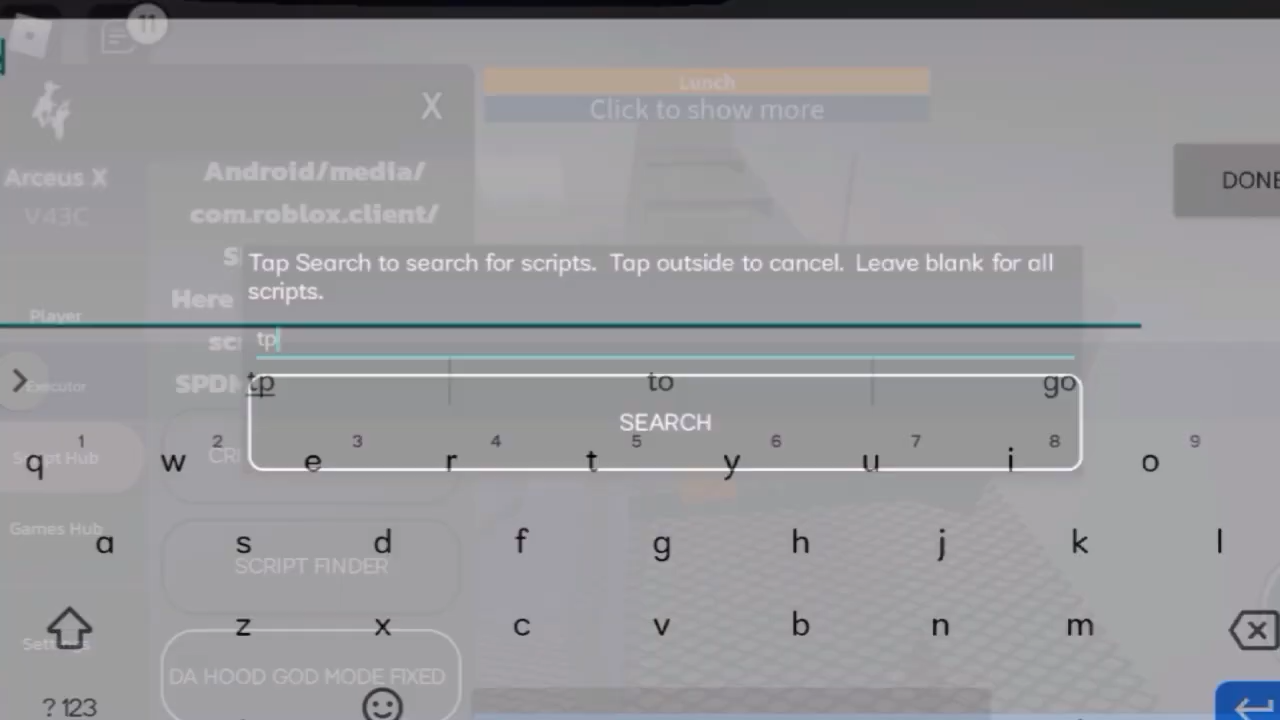 11
Lunch
X
Click to show more
Android/media/
Arceus X
DONE
V43C
com.roblox.client/
Tap Search to search for scripts. Tap outside to cancel. Leave blank for all
scripts.
Here
Player
tp
tp to go
Executor
SEARCH
1 2 3 4 5 6 7 8 9
q w e r t y u i o
Script Hub
Games Hub
a s d f g h j k l
SCRIPT FINDER
z x c v b n m
Settings
DA HOOD GOD MODE FIXED
?123